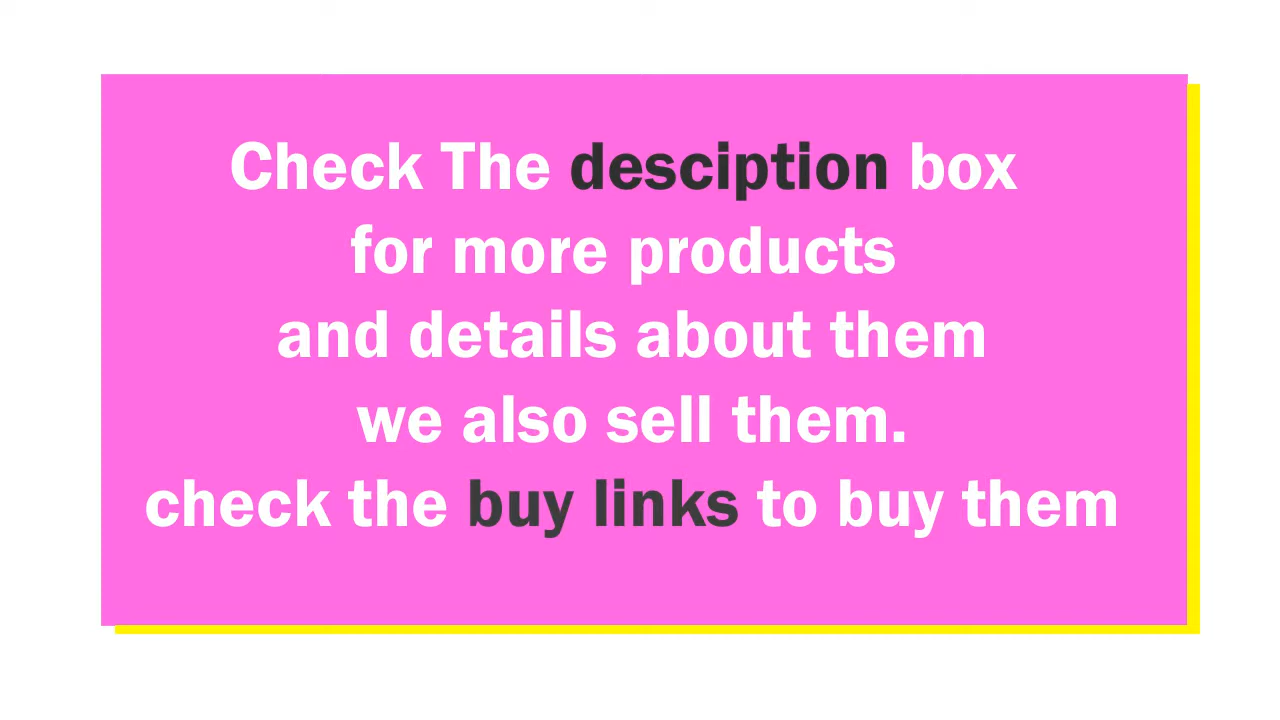 Check The desciption box
for more products
and details about them
we also sell them.
check the buy links to buy them